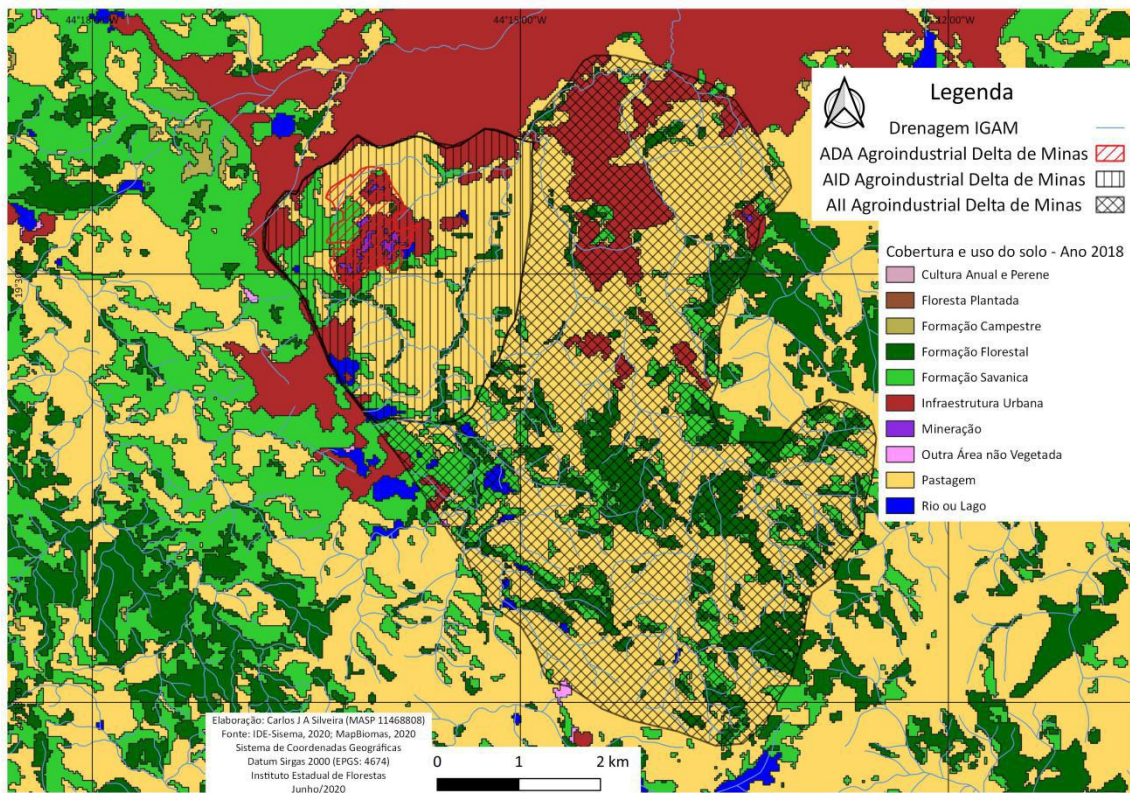 44°15'00"W
Legenda
Drenagem IGAM
ADA Agroindustrial Delta de Minas
AID Agroindustrial Delta de Minas
AII Agroindustrial Delta de Minas
Cobertura e uso do solo - Ano 2018
Cultura Anual e Perene
Floresta Plantada
Formação Campestre
Formação Florestal
Formação Savanica
Infraestrutura Urbana
Mineração
Outra Área não Vegetada
Pastagem
Rio ou Lago
Elaboração: Carlos J A Silveira (MASP 11468808)
Fonte: IDE-Sisema, 2020; MapBiomas, 2020
Sistema de Coordenadas Geográficas
Datum Sirgas 2000 (EPGS: 4674)
Instituto Estadual de Florestas
Junho/2020
0 1 2 km